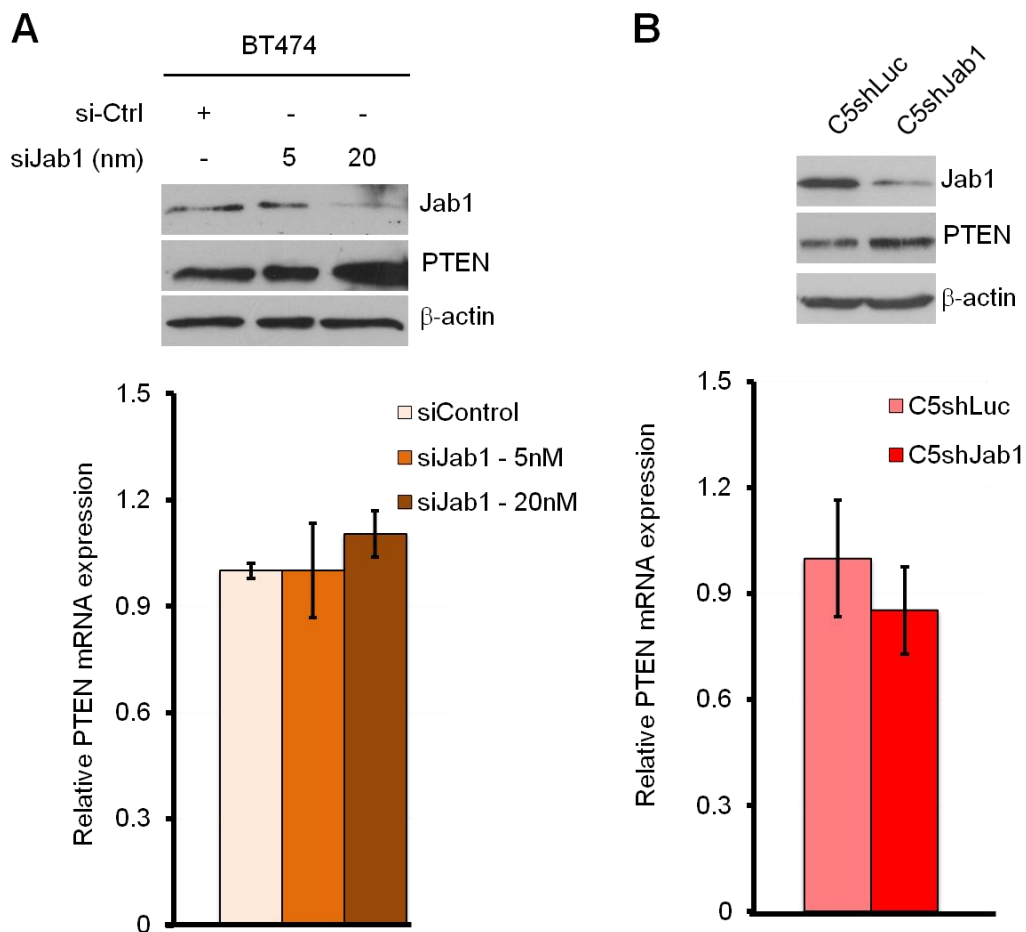 A
BT474
si-Ctrl + - -
siJab1 (nm) - 5 20
Jab1
PTEN
β-actin
1.5
1.2
0.9
0.6
0.3
0
Relative PTEN mRNA expression
siControl
siJab1 - 5nM
siJab1 - 20nM
B
C5shLuc
C5shJab1
Jab1
PTEN
β-actin
1.5
1.2
0.9
0.6
0.3
0
Relative PTEN mRNA expression
C5shLuc
C5shJab1